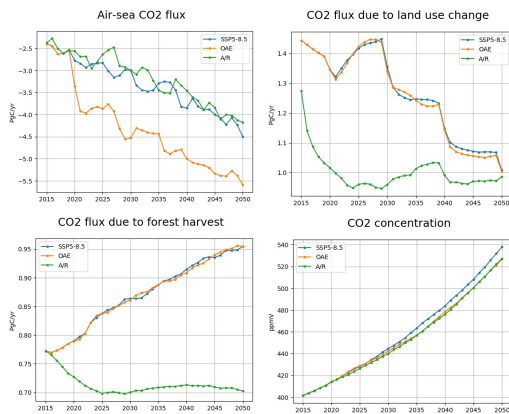 Air-sea CO2 flux
PgC/yr
-2.5
-3.0
-3.5
-4.0
-4.5
-5.0
-5.5
SSP5-8.5
OAE
A/R
2015 2020 2025 2030 2035 2040 2045 2050
CO2 flux due to land use change
PgC/yr
1.4
1.3
1.2
1.1
1.0
SSP5-8.5
OAE
A/R
2015 2020 2025 2030 2035 2040 2045 2050
CO2 flux due to forest harvest
PgC/yr
0.95
0.90
0.85
0.80
0.75
0.70
SSP5-8.5
OAE
A/R
2015 2020 2025 2030 2035 2040 2045 2050
CO2 concentration
ppmV
540
520
500
480
460
440
420
400
SSP5-8.5
OAE
A/R
2015 2020 2025 2030 2035 2040 2045 2050